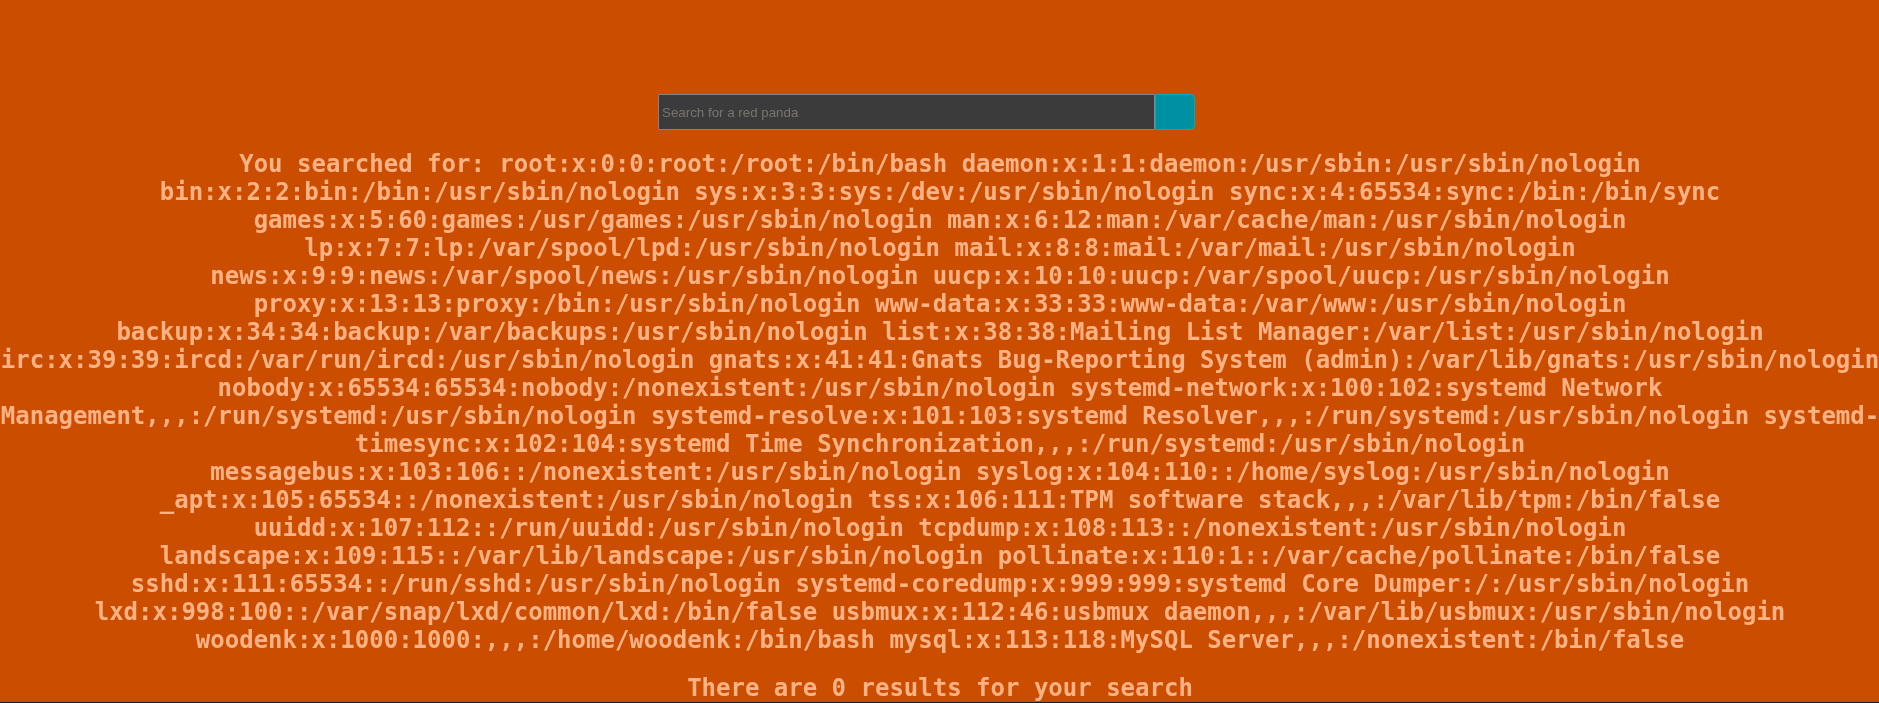 Search for a red panda
You searched for: root:x:0:0:root:/root:/bin/bash daemon:x:1:1:daemon:/usr/sbin:/usr/sbin/nologin
bin:x:2:2:bin:/bin:/usr/sbin/nologin sys:x:3:3:sys:/dev:/usr/sbin/nologin sync:x:4:65534:sync:/bin:/bin/sync
games:x:5:60:games:/usr/games:/usr/sbin/nologin man:x:6:12:man:/var/cache/man:/usr/sbin/nologin
lp:x:7:7:lp:/var/spool/lpd:/usr/sbin/nologin mail:x:8:8:mail:/var/mail:/usr/sbin/nologin
news:x:9:9:news:/var/spool/news:/usr/sbin/nologin uucp:x:10:10:uucp:/var/spool/uucp:/usr/sbin/nologin
proxy:x:13:13:proxy:/bin:/usr/sbin/nologin www-data:x:33:33:www-data:/var/www:/usr/sbin/nologin
backup:x:34:34:backup:/var/backups:/usr/sbin/nologin list:x:38:38:Mailing List Manager:/var/list:/usr/sbin/nologin
irc:x:39:39:ircd:/var/run/ircd:/usr/sbin/nologin gnats:x:41:41:Gnats Bug-Reporting System (admin):/var/lib/gnats:/usr/sbin/nologin
nobody:x:65534:65534:nobody:/nonexistent:/usr/sbin/nologin systemd-network:x:100:102:systemd Network
Management,,,:/run/systemd:/usr/sbin/nologin systemd-resolve:x:101:103:systemd Resolver,,,:/run/systemd:/usr/sbin/nologin systemd-
timesync:x:102:104:systemd Time Synchronization,,,:/run/systemd:/usr/sbin/nologin
messagebus:x:103:106::/nonexistent:/usr/sbin/nologin syslog:x:104:110::/home/syslog:/usr/sbin/nologin
_apt:x:105:65534::/nonexistent:/usr/sbin/nologin tss:x:106:111:TPM software stack,,,:/var/lib/tpm:/bin/false
uuidd:x:107:112::/run/uuidd:/usr/sbin/nologin tcpdump:x:108:113::/nonexistent:/usr/sbin/nologin
landscape:x:109:115::/var/lib/landscape:/usr/sbin/nologin pollinate:x:110:1::/var/cache/pollinate:/bin/false
sshd:x:111:65534::/run/sshd:/usr/sbin/nologin systemd-coredump:x:999:999:systemd Core Dumper:/:/usr/sbin/nologin
lxd:x:998:100::/var/snap/lxd/common/lxd:/bin/false usbmux:x:112:46:usbmux daemon,,,:/var/lib/usbmux:/usr/sbin/nologin
woodenk:x:1000:1000:,,,:/home/woodenk:/bin/bash mysql:x:113:118:MySQL Server,,,:/nonexistent:/bin/false
There are 0 results for your search